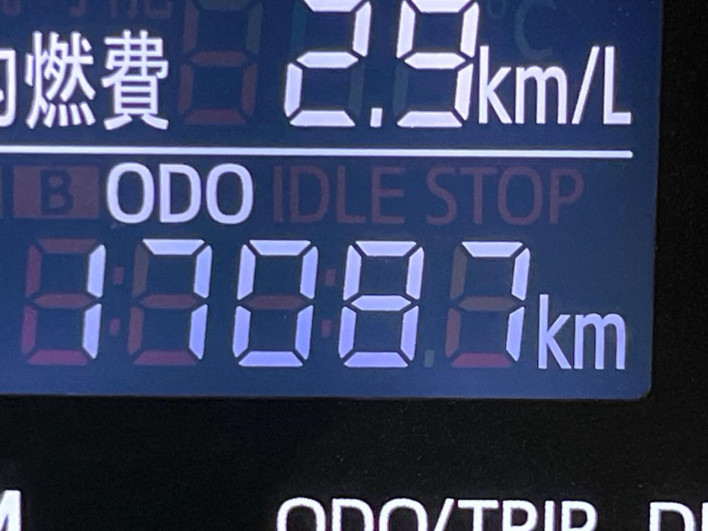 燃費 2.9km/L
B ODO IDLE STOP
17087km
ODO/TRIP